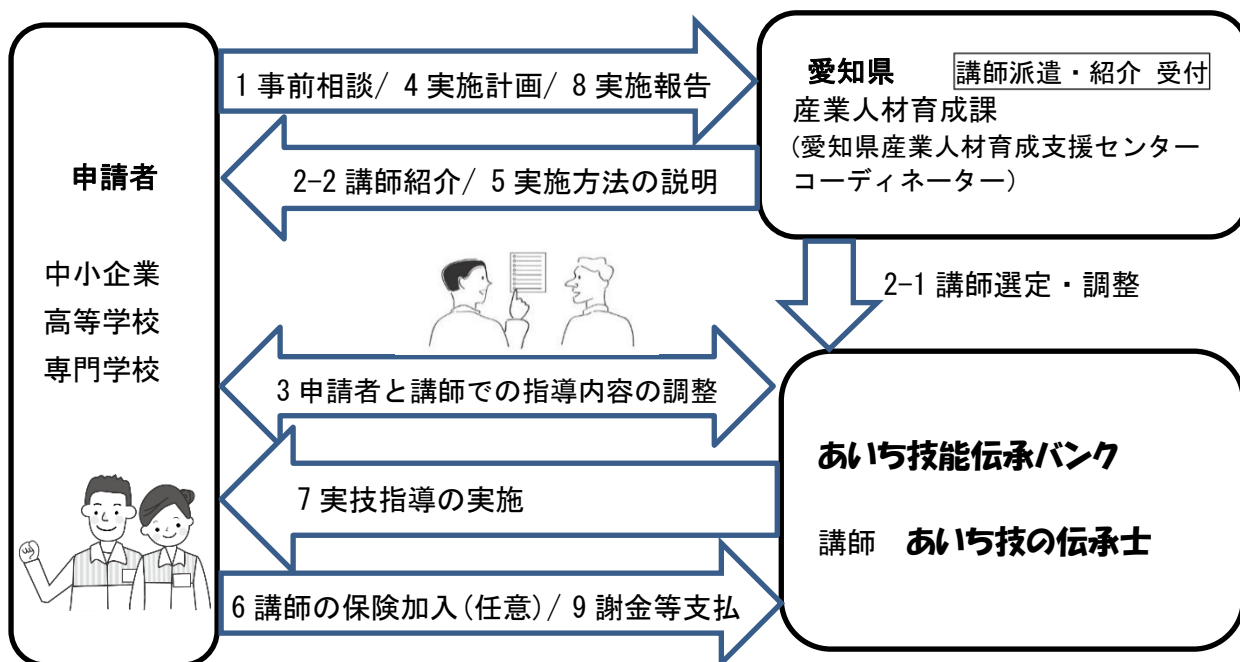 申請者
中小企業
高等学校
専門学校
1 事前相談/ 4 実施計画/ 8 実施報告
2-2 講師紹介/ 5 実施方法の説明
愛知県 講師派遣・紹介 受付
産業人材育成課
(愛知県産業人材育成支援センター
コーディネーター)
2-1 講師選定・調整
3 申請者と講師での指導内容の調整
7 実技指導の実施
6 講師の保険加入(任意)/ 9 謝金等支払
あいち技能伝承バンク
講師 あいち技の伝承士